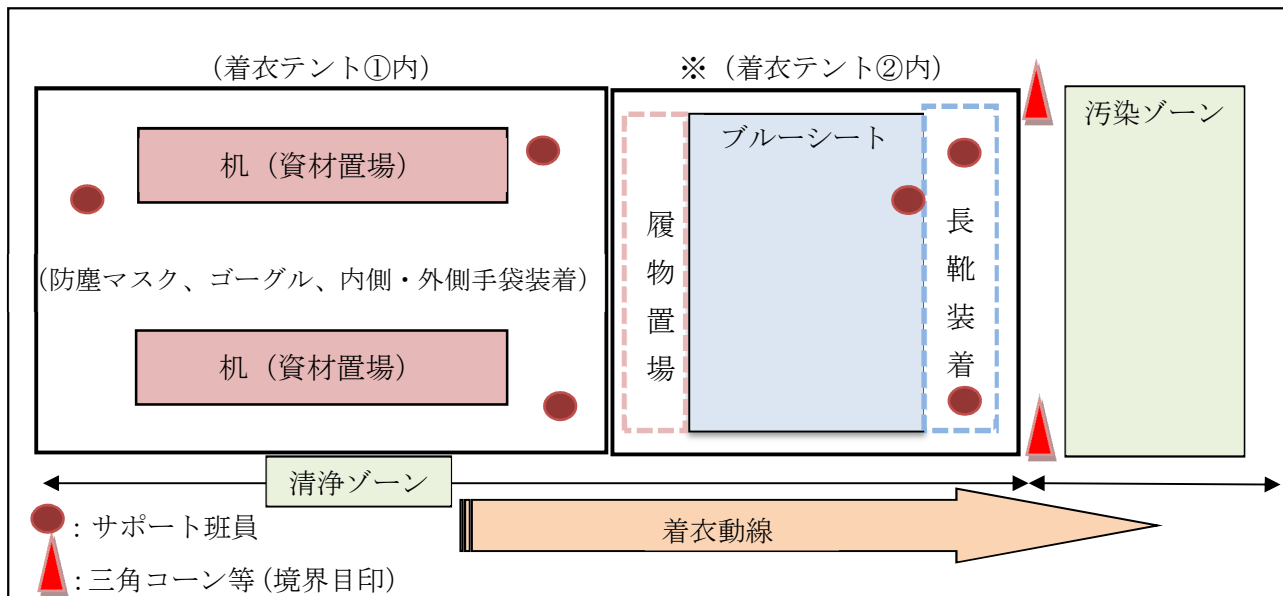 (着衣テント①内)
※（着衣テント②内）
汚染ゾーン
机（資材置場）
ブルーシート
履物置場
長靴装着
(防塵マスク、ゴーグル、内側・外側手袋装着)
机（資材置場）
清浄ゾーン
着衣動線
：サポート班員
：三角コーン等(境界目印)